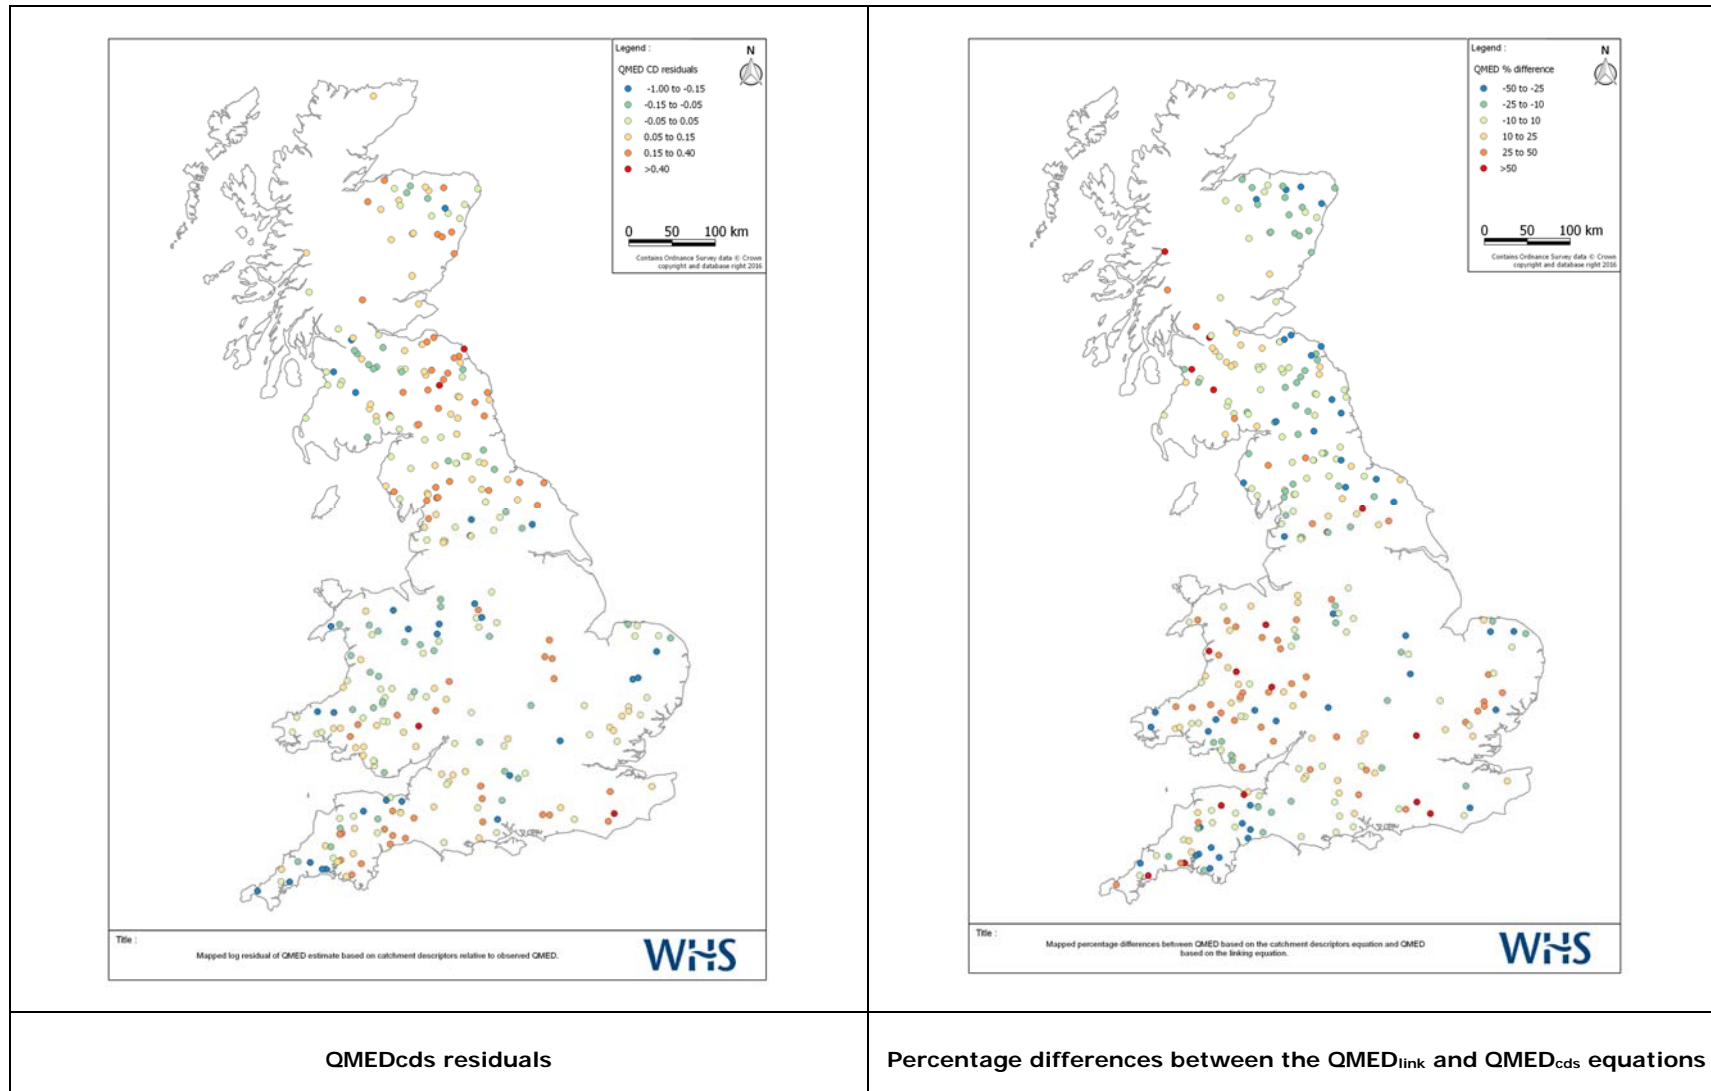 Legend :
N
QMED CD residuals
-1.00 to -0.15
-0.15 to -0.05
-0.05 to 0.05
0.05 to 0.15
0.15 to 0.40
>0.40
0 50 100 km
Contains Ordnance Survey data © Crown
copyright and database right 2016
Title :
Mapped log residual of QMED estimate based on catchment descriptors relative to observed QMED.
WHS
QMEDcds residuals
Legend :
N
QMED % difference
-50 to -25
-25 to -10
-10 to 10
10 to 25
25 to 50
>50
0 50 100 km
Contains Ordnance Survey data © Crown
copyright and database right 2016
Title :
Mapped percentage differences between QMED based on the catchment descriptors equation and QMED
based on the linking equation.
WHS
Percentage differences between the QMEDlink and QMEDcds equations